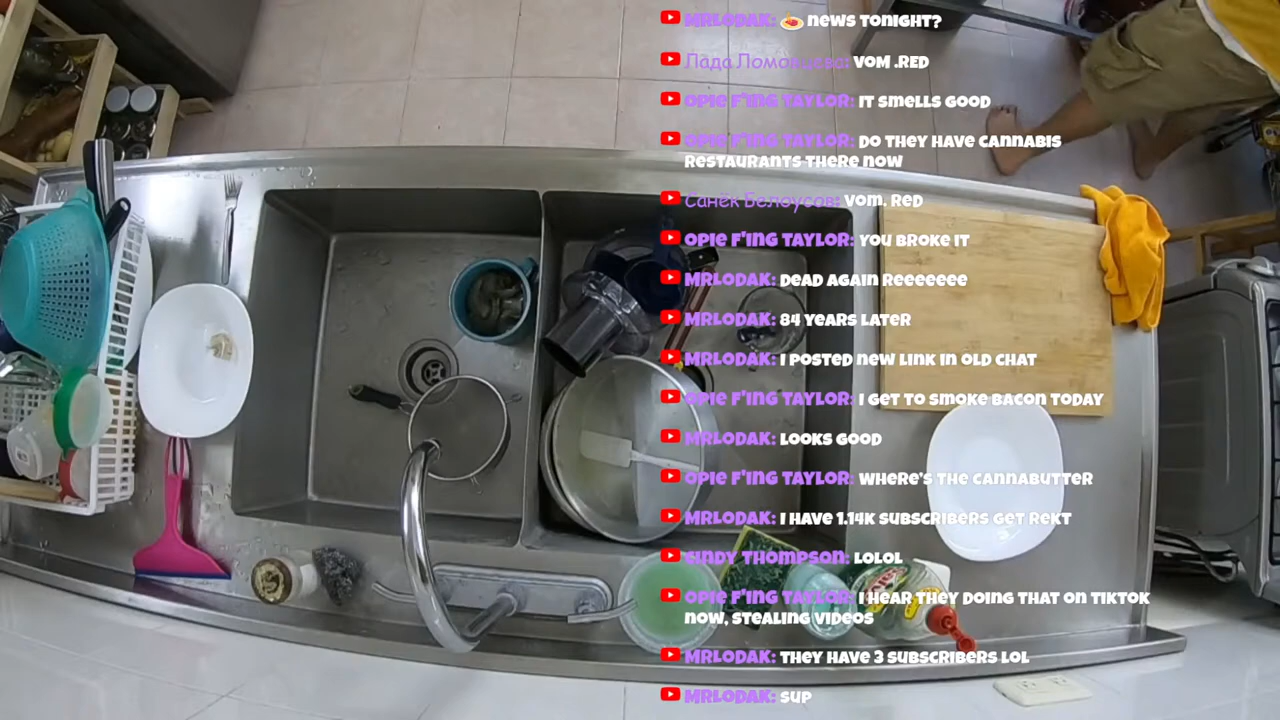 MRLODAK: news tonight?
Лада Ломовцева: vom .red
Opie F'ing Taylor: It smells good
Opie F'ing Taylor: Do they have cannabis
restaurants there now
Санёк Белоусов: vom. red
Opie F'ing Taylor: You broke it
MRLODAK: dead again Reeeeeee
MRLODAK: 84 years later
MRLODAK: i posted new link in old chat
Opie F'ing Taylor: I get to smoke bacon today
MRLODAK: looks good
Opie F'ing Taylor: Where's the cannabutter
MRLODAK: i have 1.14k subscribers get rekt
Cindy Thompson: lolol
Opie F'ing Taylor: I hear they doing that on tiktok
now, stealing videos
MRLODAK: they have 3 subscribers lol
MRLODAK: sup